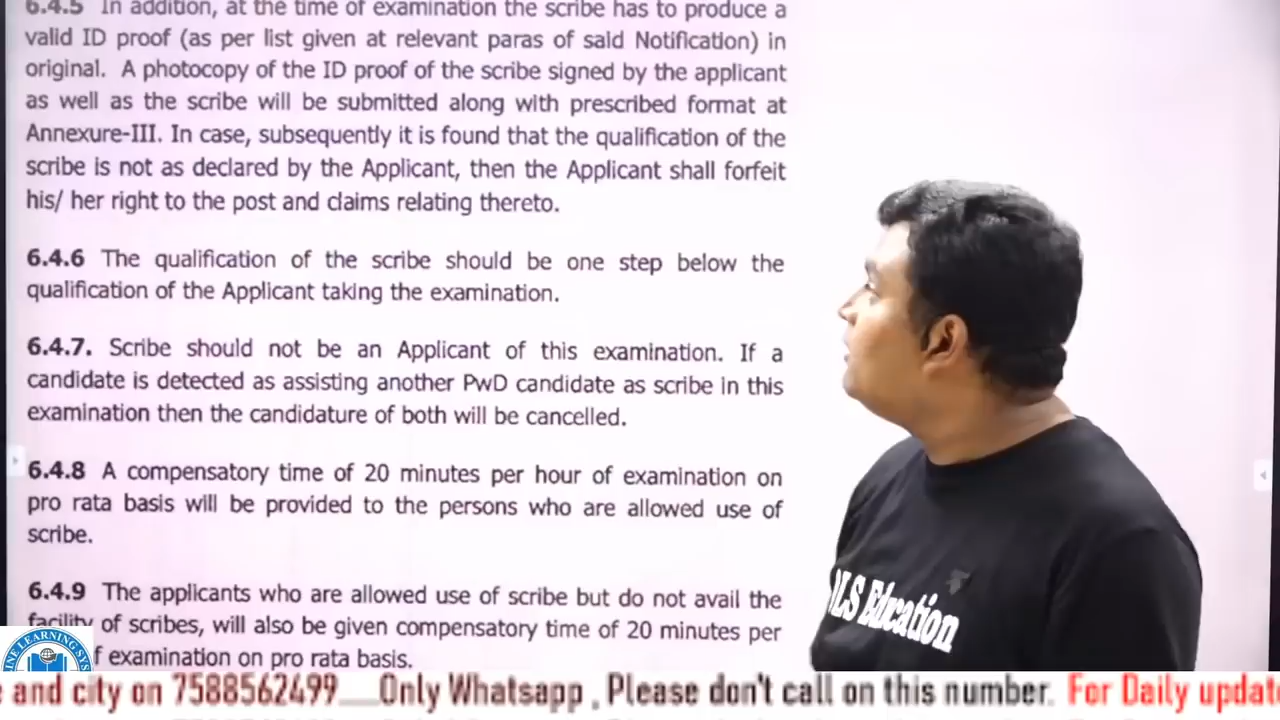 6.4.5 In addition, at the time of examination the scribe has to produce a
valid ID proof (as per list given at relevant paras of said Notification) in
original. A photocopy of the ID proof of the scribe signed by the applicant
as well as the scribe will be submitted along with prescribed format at
Annexure-III. In case, subsequently it is found that the qualification of the
scribe is not as declared by the Applicant, then the Applicant shall forfeit
his/ her right to the post and claims relating thereto.
6.4.6 The qualification of the scribe should be one step below the
qualification of the Applicant taking the examination.
6.4.7. Scribe should not be an Applicant of this examination. If a
candidate is detected as assisting another PwD candidate as scribe in this
examination then the candidature of both will be cancelled.
6.4.8 A compensatory time of 20 minutes per hour of examination on
pro rata basis will be provided to the persons who are allowed use of
scribe.
6.4.9 The applicants who are allowed use of scribe but do not avail the
facility of scribes, will also be given compensatory time of 20 minutes per
f examination on pro rata basis.
OLS Education
INE LEARNING SYS
e and city on 7588562499.....Only Whatsapp , Please don't call on this number. For Daily update